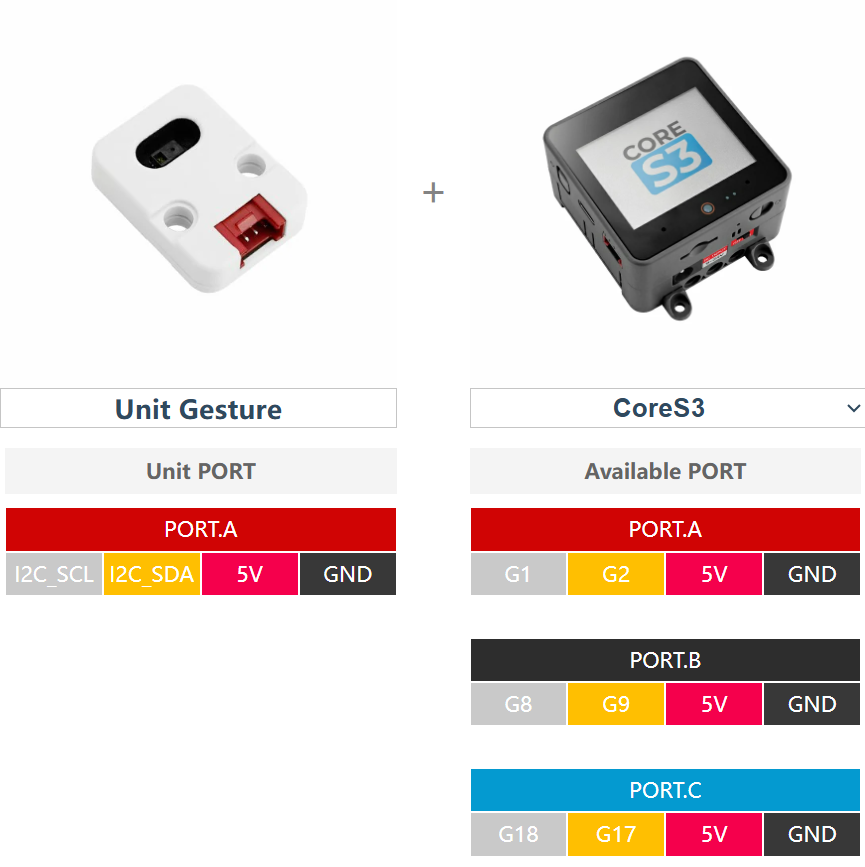 CORE
S3
+
Unit Gesture
CoreS3
Unit PORT
Available PORT
PORT.A
PORT.A
I2C_SCL I2C_SDA 5V GND
G1 G2 5V GND
PORT.B
G8 G9 5V GND
PORT.C
G18 G17 5V GND